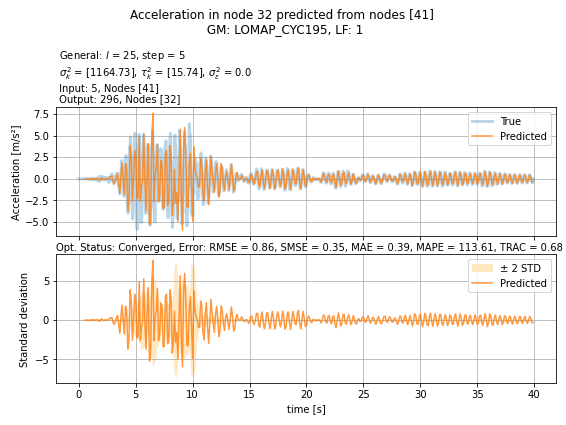 Acceleration in node 32 predicted from nodes [41]
GM: LOMAP_CYC195, LF: 1
General: l = 25, step = 5
σ²ₖ = [1164.73], τ²ₖ = [15.74], σ²ε = 0.0
Input: 5, Nodes [41]
Output: 296, Nodes [32]
Acceleration [m/s²]
7.5
5.0
2.5
0.0
−2.5
−5.0
True
Predicted
Opt. Status: Converged, Error: RMSE = 0.86, SMSE = 0.35, MAE = 0.39, MAPE = 113.61, TRAC = 0.68
Standard deviation
5
0
−5
± 2 STD
Predicted
0 5 10 15 20 25 30 35 40
time [s]